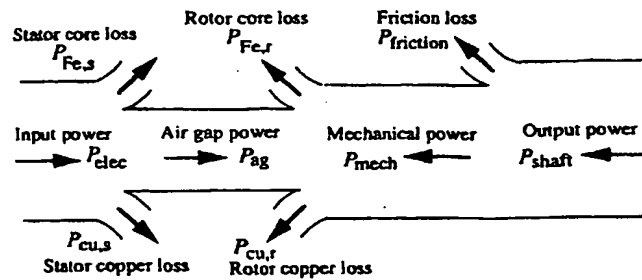 Stator core loss
P_Fe,s
Rotor core loss
P_Fe,r
Friction loss
P_friction
Input power
P_elec
Air gap power
P_ag
Mechanical power
P_mech
Output power
P_shaft
P_cu,s
Stator copper loss
P_cu,r
Rotor copper loss